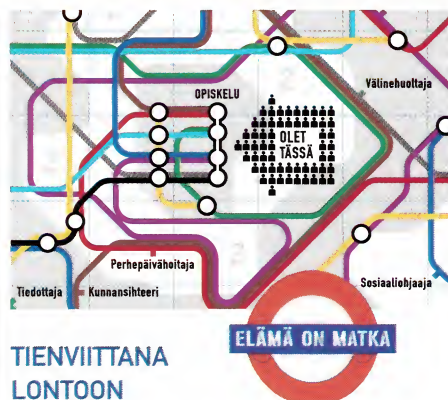 OPISKELU
Välinehuoltaja
OLET
TÄSSÄ
Perhepäivähoitaja
Tiedottaja
Kunnansihteeri
Sosiaaliohjaaja
ELÄMÄ ON MATKA
TIENVIITTANA
LONTOON